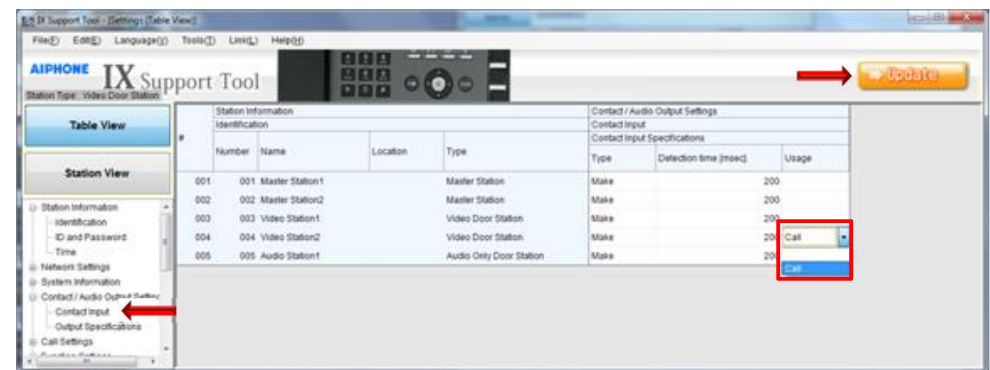 IX Support Tool - [Settings (Table View)]
File(F) Edit(E) Language(Y) Tools(T) Link(L) Help(H)
AIPHONE IX Support Tool
Update
Station Type: Video Door Station
Table View
Station View
Station Information
Identification
ID and Password
Time
Network Settings
System Information
Contact / Audio Output Setting
Contact Input
Output Specifications
Call Settings
Function Settings
Station Information Contact / Audio Output Settings
Identification Contact Input
# Contact Input Specifications
Number Name Location Type Type Detection time [msec] Usage
001 001 Master Station1 Master Station Make 200
002 002 Master Station2 Master Station Make 200
003 003 Video Station1 Video Door Station Make 200
004 004 Video Station2 Video Door Station Make 200 Call
005 005 Audio Station1 Audio Only Door Station Make 200
Call